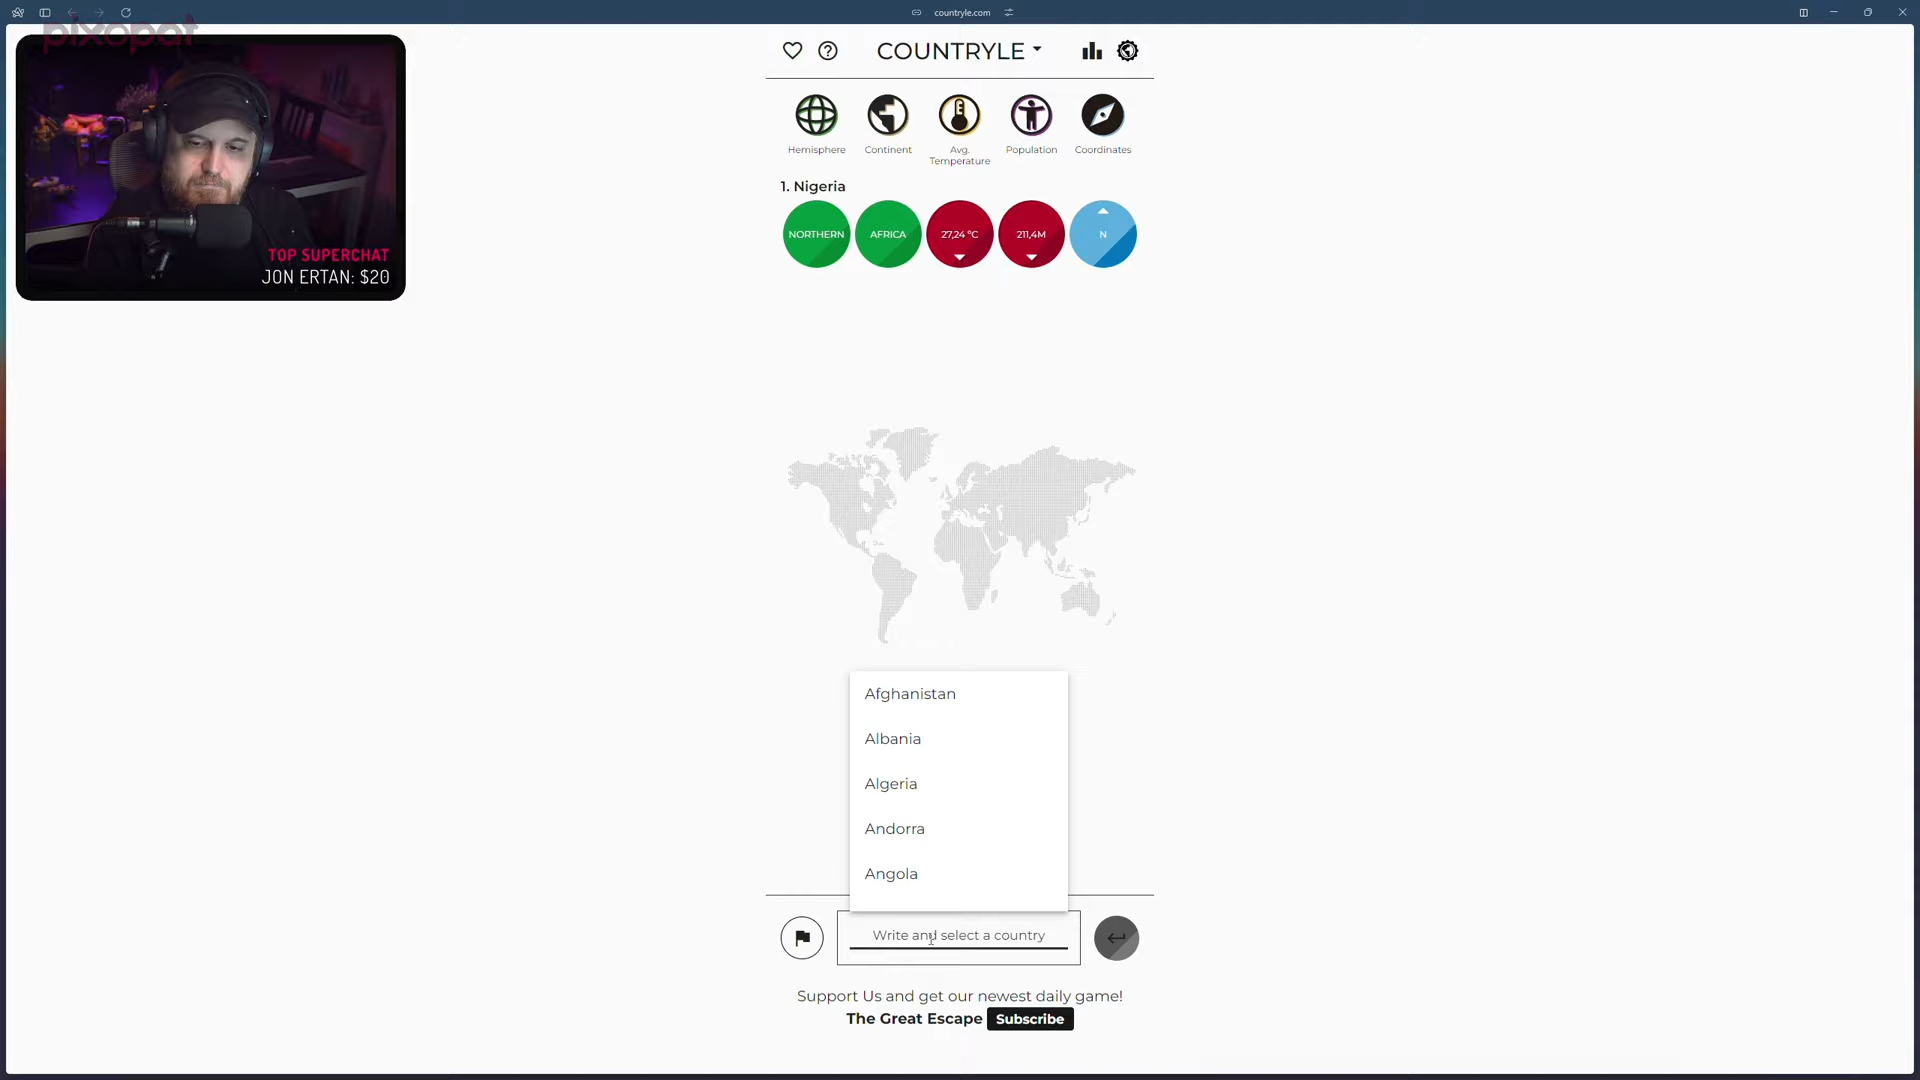 countryle.com
pixopat
TOP SUPERCHAT
JON ERTAN: $20
COUNTRYLE
Hemisphere
Continent
Avg. Temperature
Population
Coordinates
1. Nigeria
NORTHERN
AFRICA
27,24 ºC
211,4M
N
Afghanistan
Albania
Algeria
Andorra
Angola
Write and select a country
Support Us and get our newest daily game!
The Great Escape Subscribe